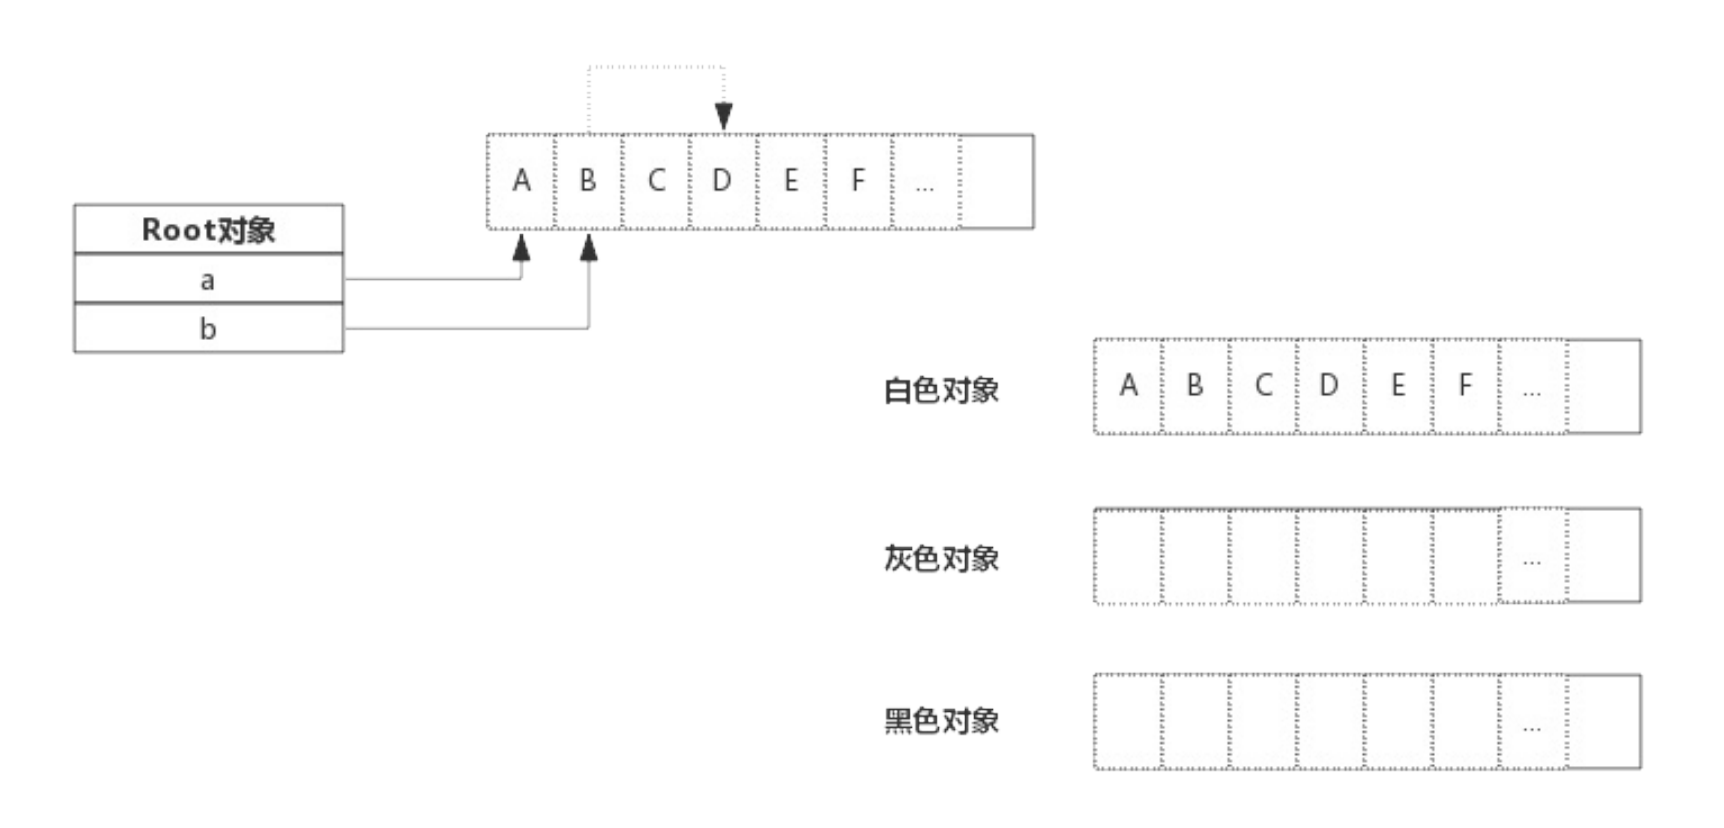 A B C D E F ...
Root对象
a
b
白色对象 A B C D E F ...
灰色对象 ...
黑色对象 ...